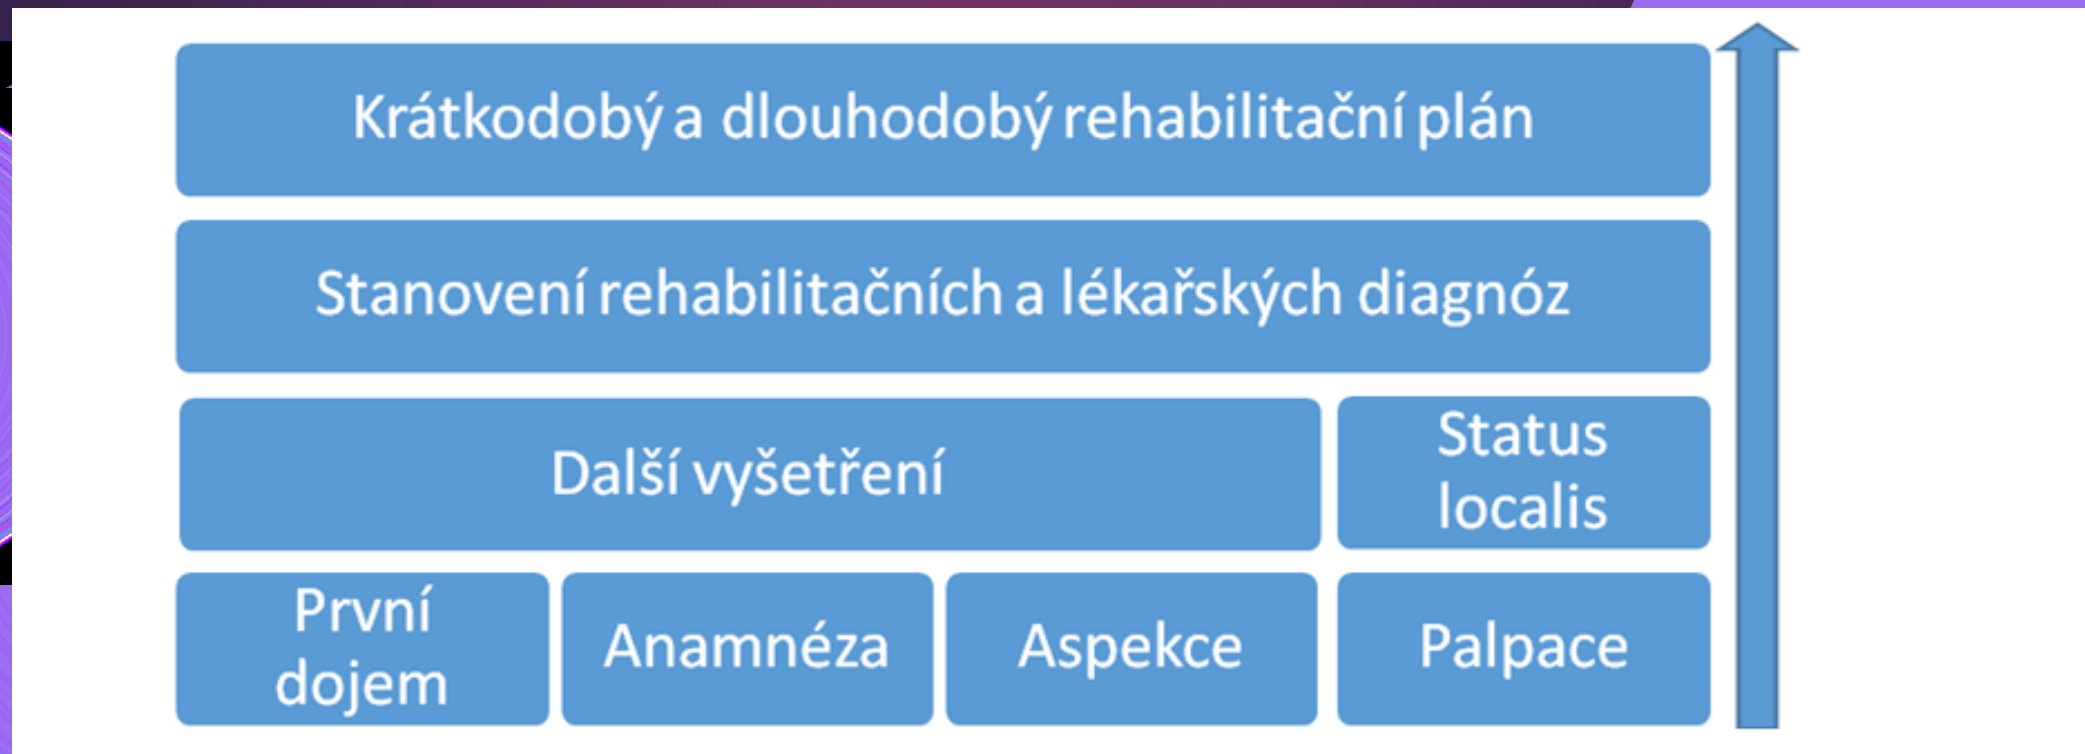 Krátkodobý a dlouhodobý rehabilitační plán
Stanovení rehabilitačních a lékařských diagnóz
Další vyšetření
Status
localis
První
dojem
Anamnéza
Aspekce
Palpace